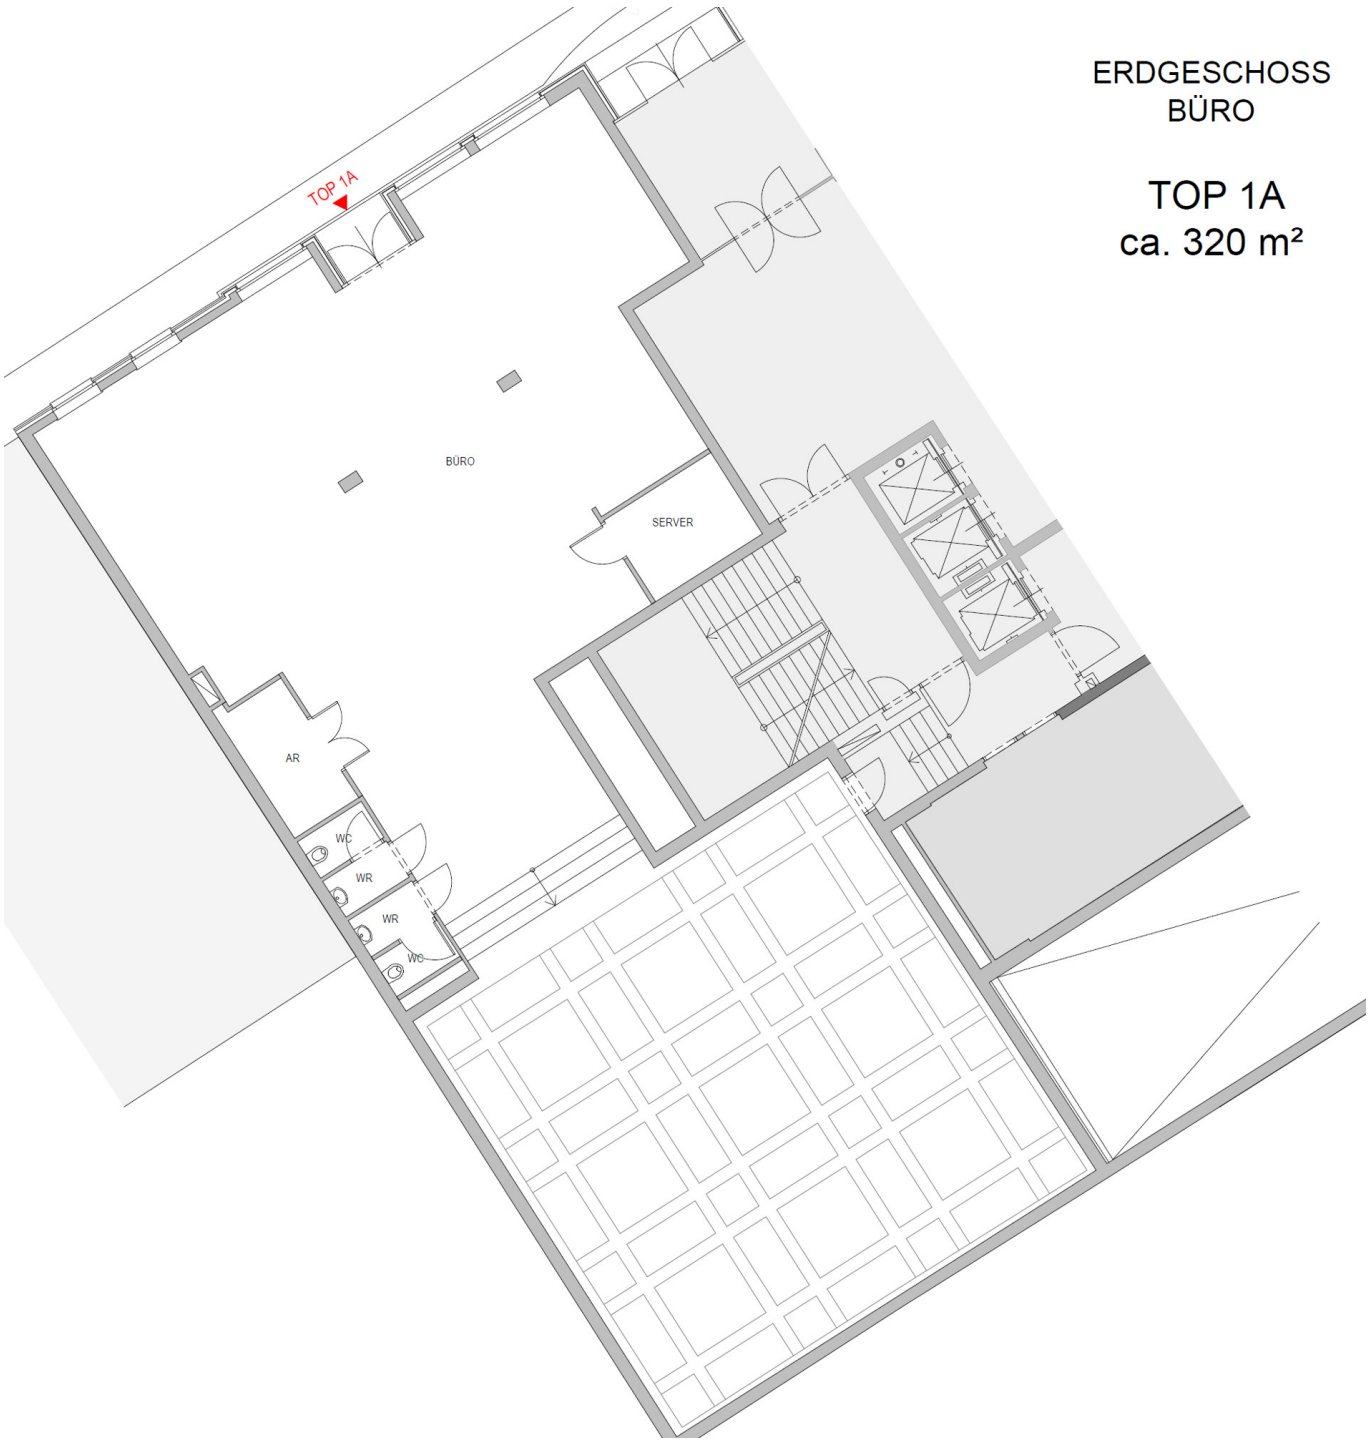 ERDGESCHOSS
BÜRO
TOP 1A
ca. 320 m²
TOP 1A
BÜRO
SERVER
AR
WC
WR
WR
WC